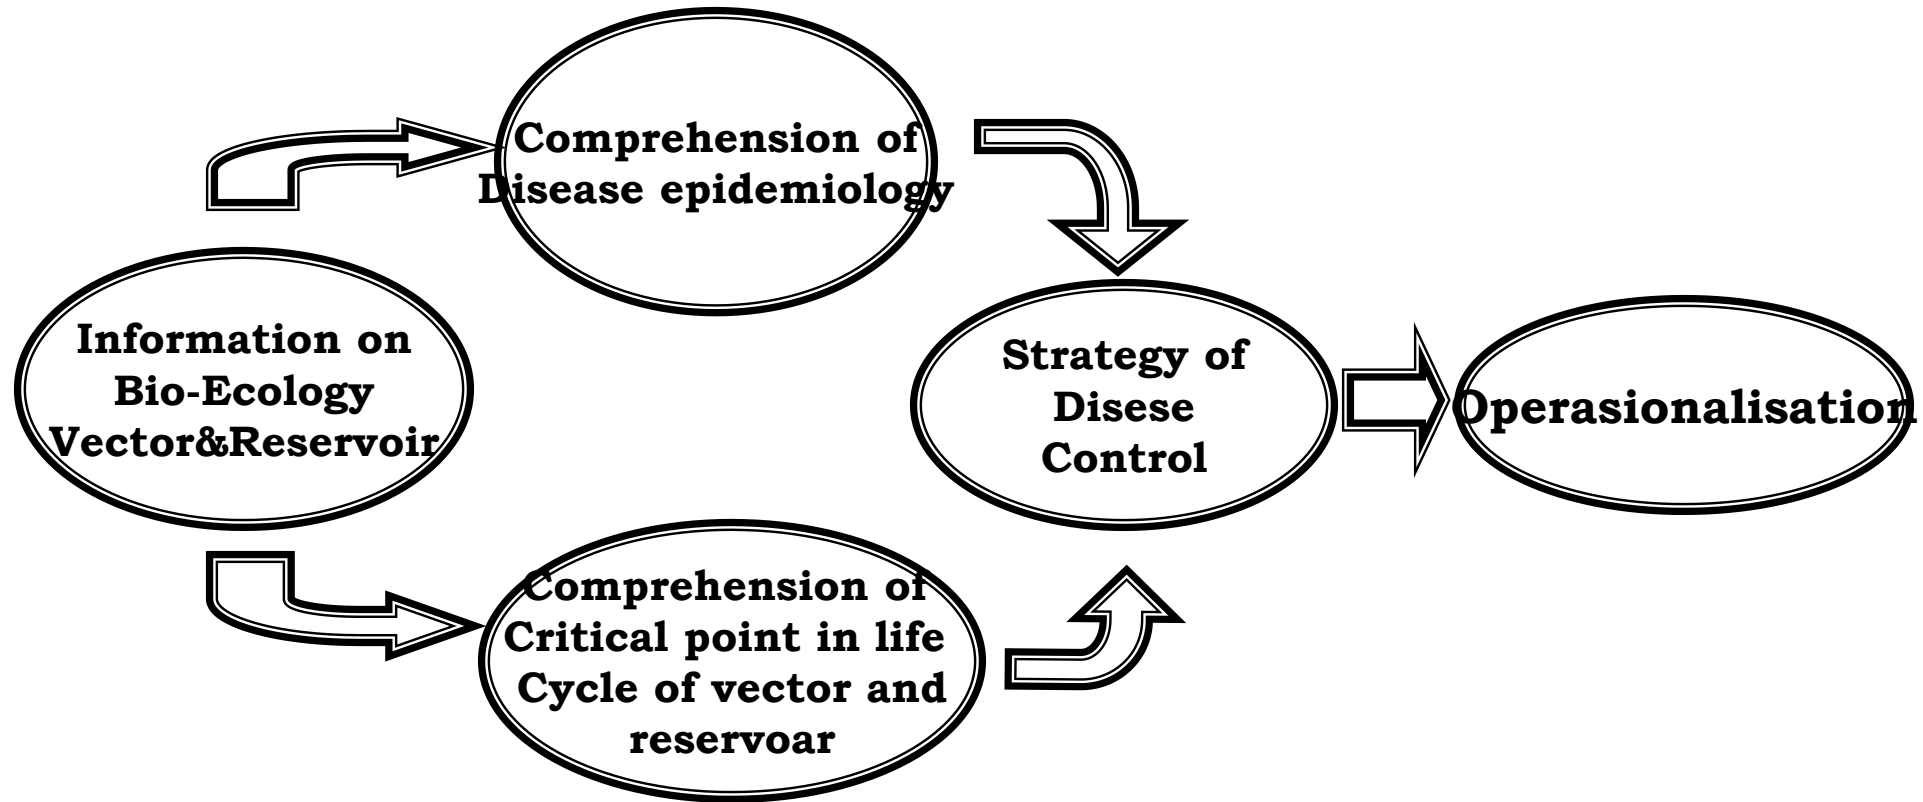 Comprehension of
Disease epidemiology
Information on
Bio-Ecology
Vector&Reservoir
Strategy of
Disese
Control
Operasionalisation
Comprehension of
Critical point in life
Cycle of vector and
reservoar